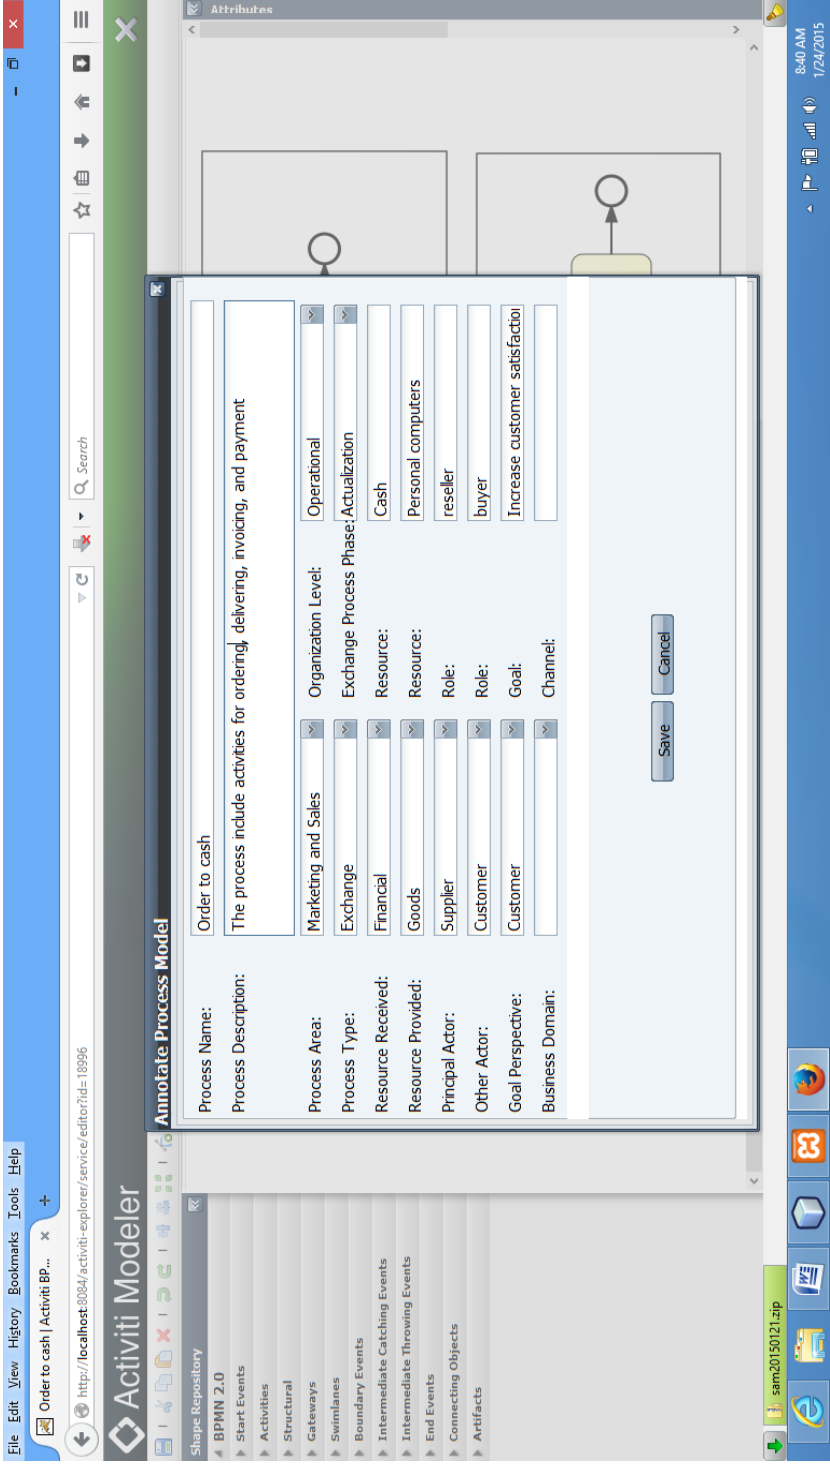 File Edit View History Bookmarks Tools Help
Order to cash | Activiti BP...
http://localhost:8084/activiti-explorer/service/editor?id=18996
Search
Activiti Modeler
Shape Repository
BPMN 2.0
Start Events
Activities
Structural
Gateways
Swimlanes
Boundary Events
Intermediate Catching Events
Intermediate Throwing Events
End Events
Connecting Objects
Artifacts
Attributes
Annotate Process Model
Process Name: Order to cash
Process Description: The process include activities for ordering, delivering, invoicing, and payment
Process Area: Marketing and Sales Organization Level: Operational
Process Type: Exchange Exchange Process Phase: Actualization
Resource Received: Financial Resource: Cash
Resource Provided: Goods Resource: Personal computers
Principal Actor: Supplier Role: reseller
Other Actor: Customer Role: buyer
Goal Perspective: Customer Goal: Increase customer satisfaction
Business Domain: Channel:
Save Cancel
sam20150121.zip
8:40 AM
1/24/2015